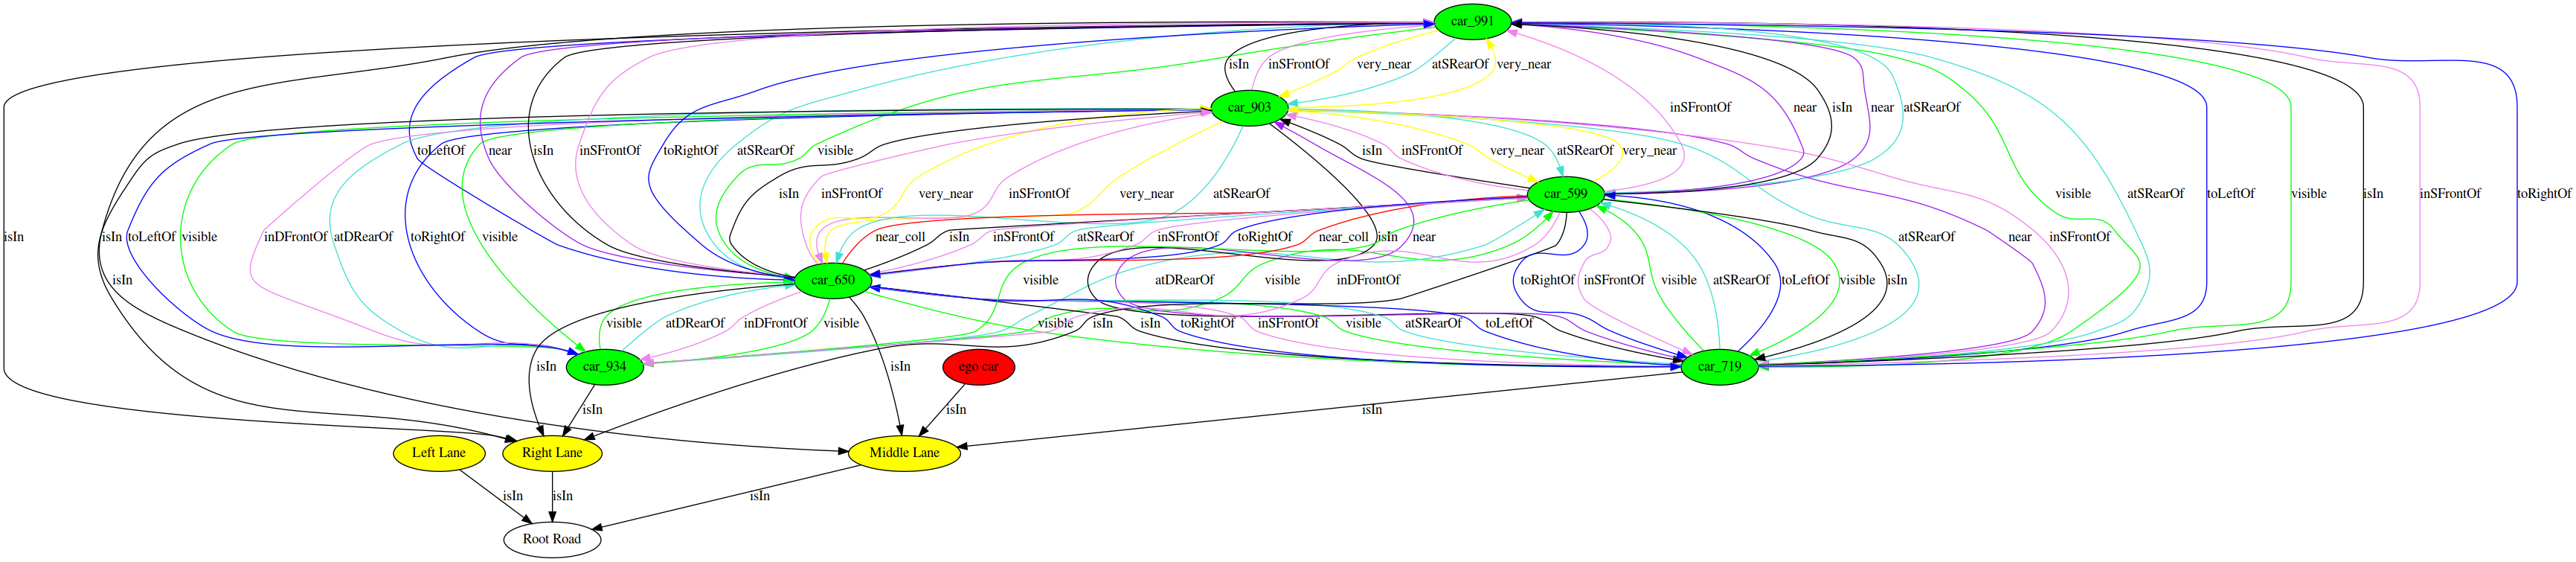 car_991
isIn inSFrontOf very_near atSRearOf very_near
car_903
inSFrontOf near isIn near atSRearOf
toLeftOf near isIn inSFrontOf toRightOf atSRearOf visible isIn inSFrontOf very_near atSRearOf very_near
car_599
isIn inSFrontOf very_near inSFrontOf very_near atSRearOf visible atSRearOf toLeftOf visible isIn inSFrontOf toRightOf
isIn isIn toLeftOf visible inDFrontOf atDRearOf toRightOf visible near_coll isIn inSFrontOf atSRearOf inSFrontOf toRightOf near_coll isIn near atSRearOf near inSFrontOf
car_650
isIn visible atDRearOf visible inDFrontOf toRightOf inSFrontOf visible atSRearOf toLeftOf visible isIn
visible atDRearOf inDFrontOf visible visible isIn isIn toRightOf inSFrontOf visible atSRearOf toLeftOf
car_934 ego car car_719
isIn isIn
isIn isIn isIn
Left Lane Right Lane Middle Lane
isIn isIn isIn
Root Road